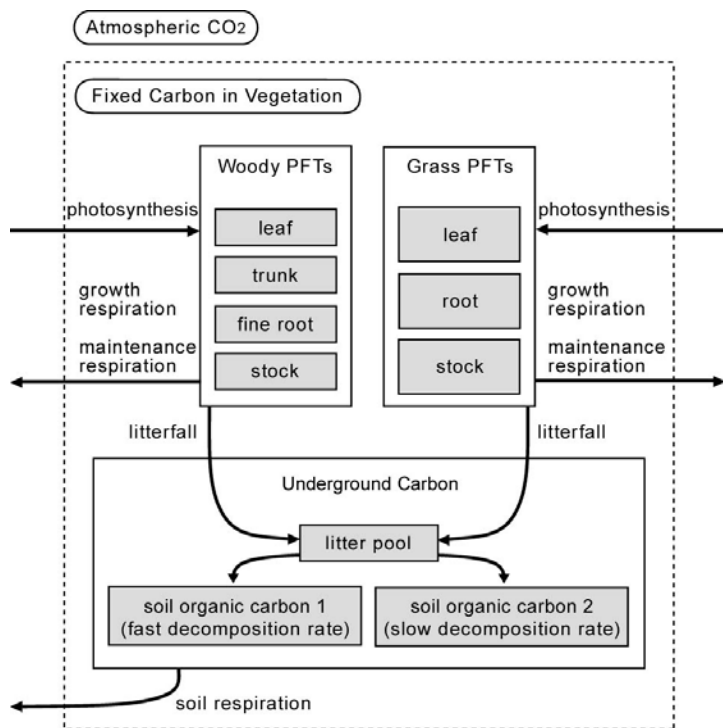 Atmospheric CO2
Fixed Carbon in Vegetation
Woody PFTs
Grass PFTs
photosynthesis
photosynthesis
leaf
trunk
fine root
stock
leaf
root
stock
growth
respiration
maintenance
respiration
growth
respiration
maintenance
respiration
litterfall
litterfall
Underground Carbon
litter pool
soil organic carbon 1
(fast decomposition rate)
soil organic carbon 2
(slow decomposition rate)
soil respiration